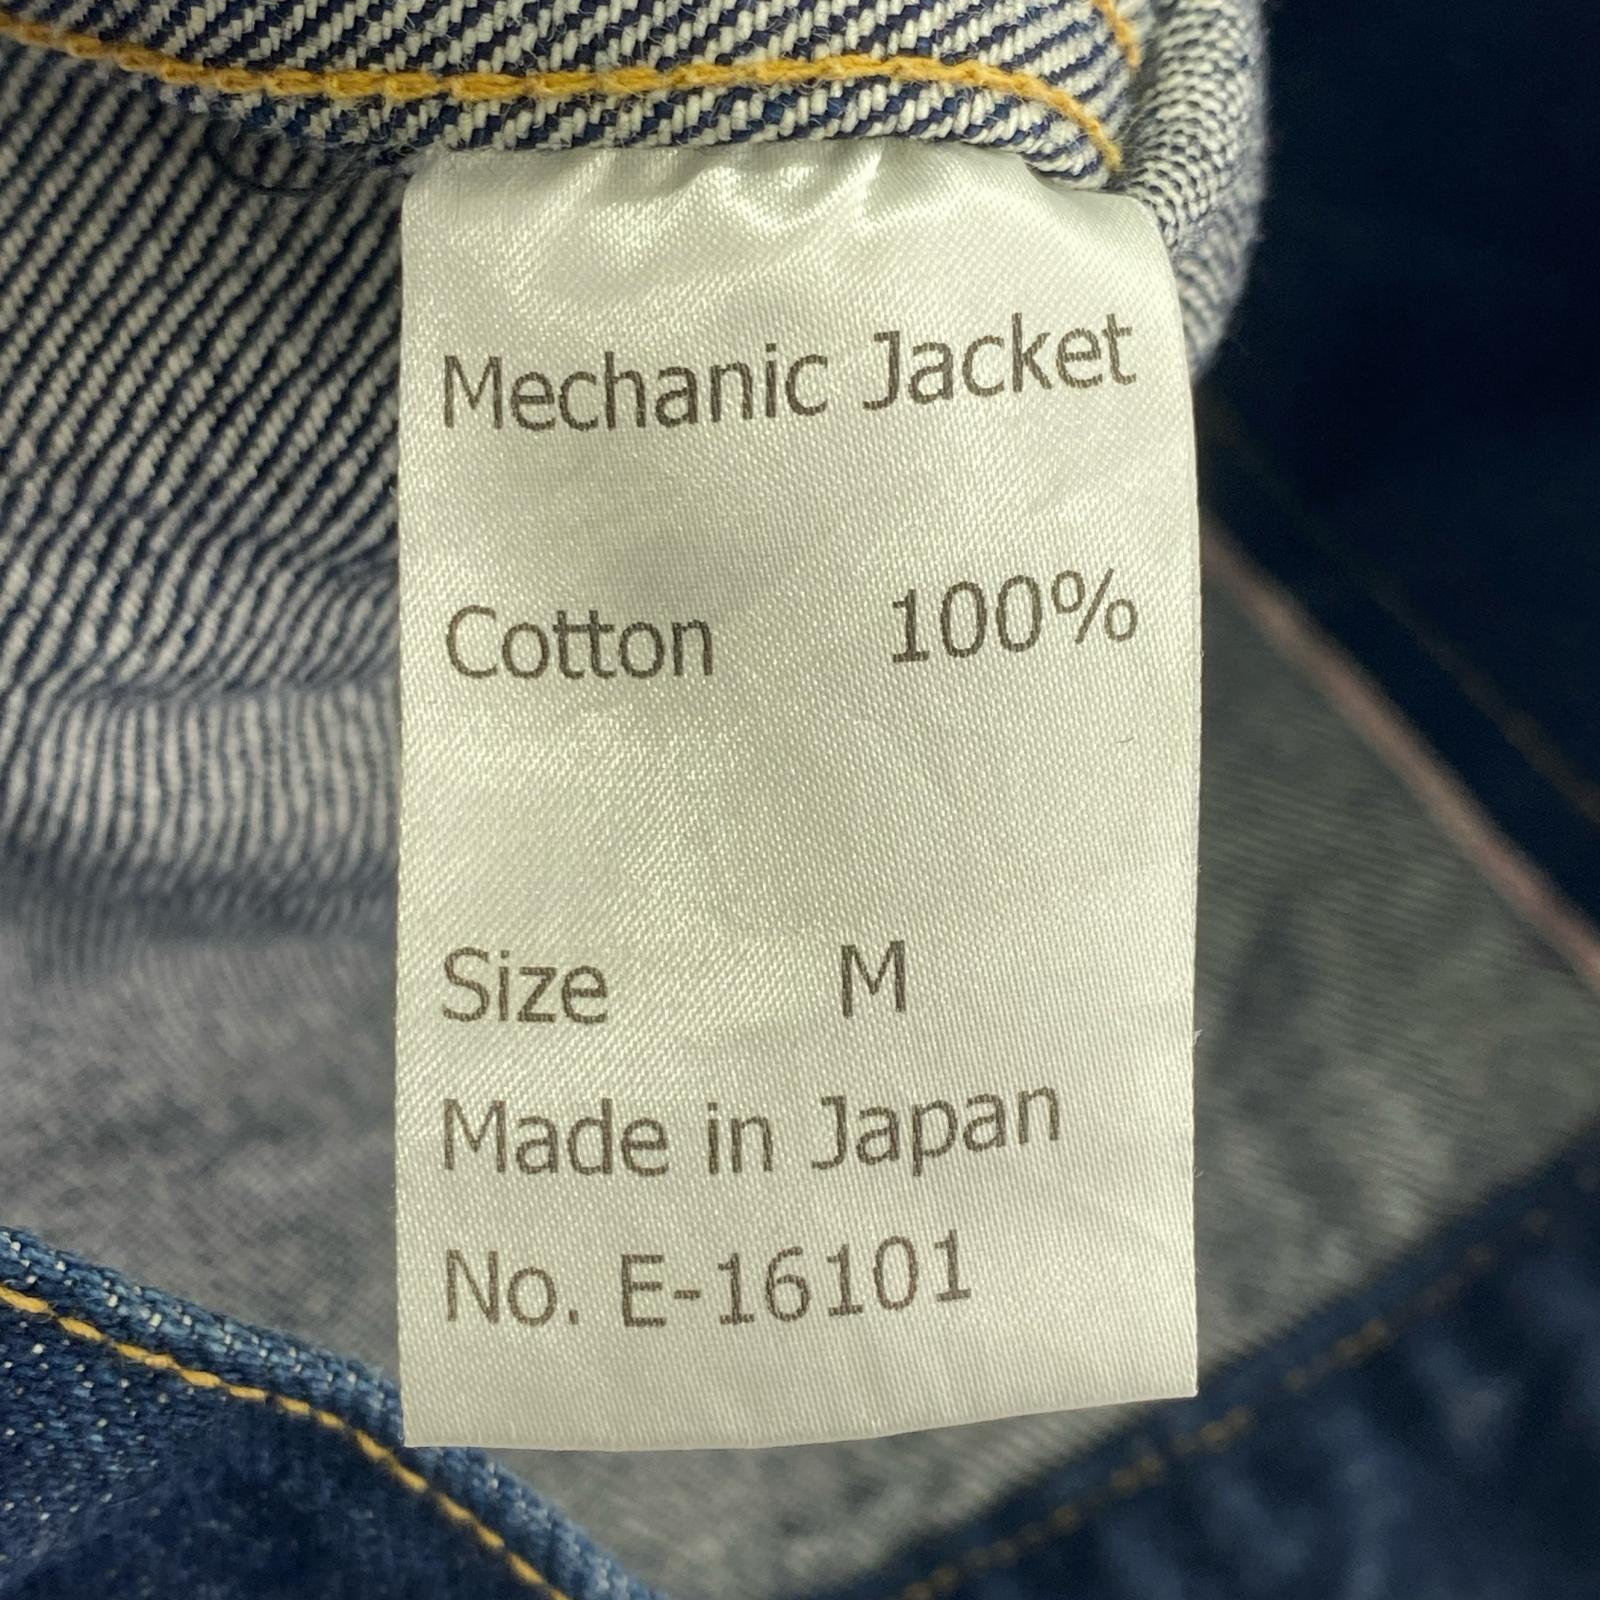 Mechanic Jacket
Cotton 100%
Size M
Made in Japan
No. E-16101